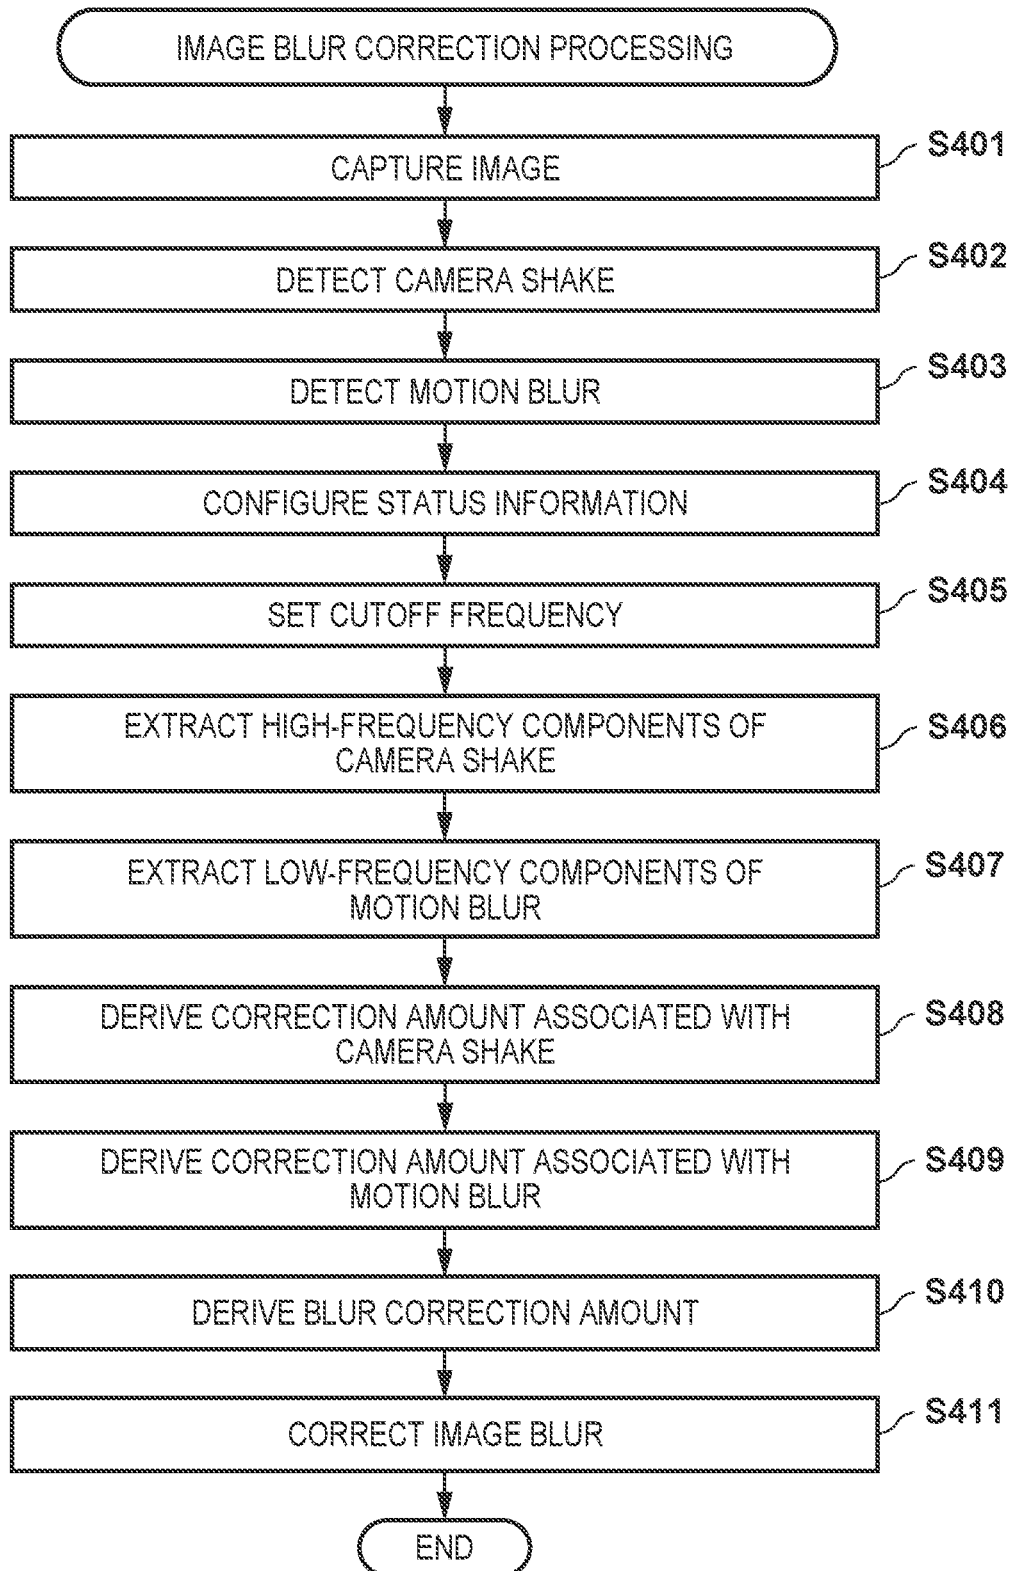 IMAGE BLUR CORRECTION PROCESSING
CAPTURE IMAGE
S401
DETECT CAMERA SHAKE
S402
DETECT MOTION BLUR
S403
CONFIGURE STATUS INFORMATION
S404
SET CUTOFF FREQUENCY
S405
EXTRACT HIGH-FREQUENCY COMPONENTS OF
CAMERA SHAKE
S406
EXTRACT LOW-FREQUENCY COMPONENTS OF
MOTION BLUR
S407
DERIVE CORRECTION AMOUNT ASSOCIATED WITH
CAMERA SHAKE
S408
DERIVE CORRECTION AMOUNT ASSOCIATED WITH
MOTION BLUR
S409
DERIVE BLUR CORRECTION AMOUNT
S410
CORRECT IMAGE BLUR
S411
END